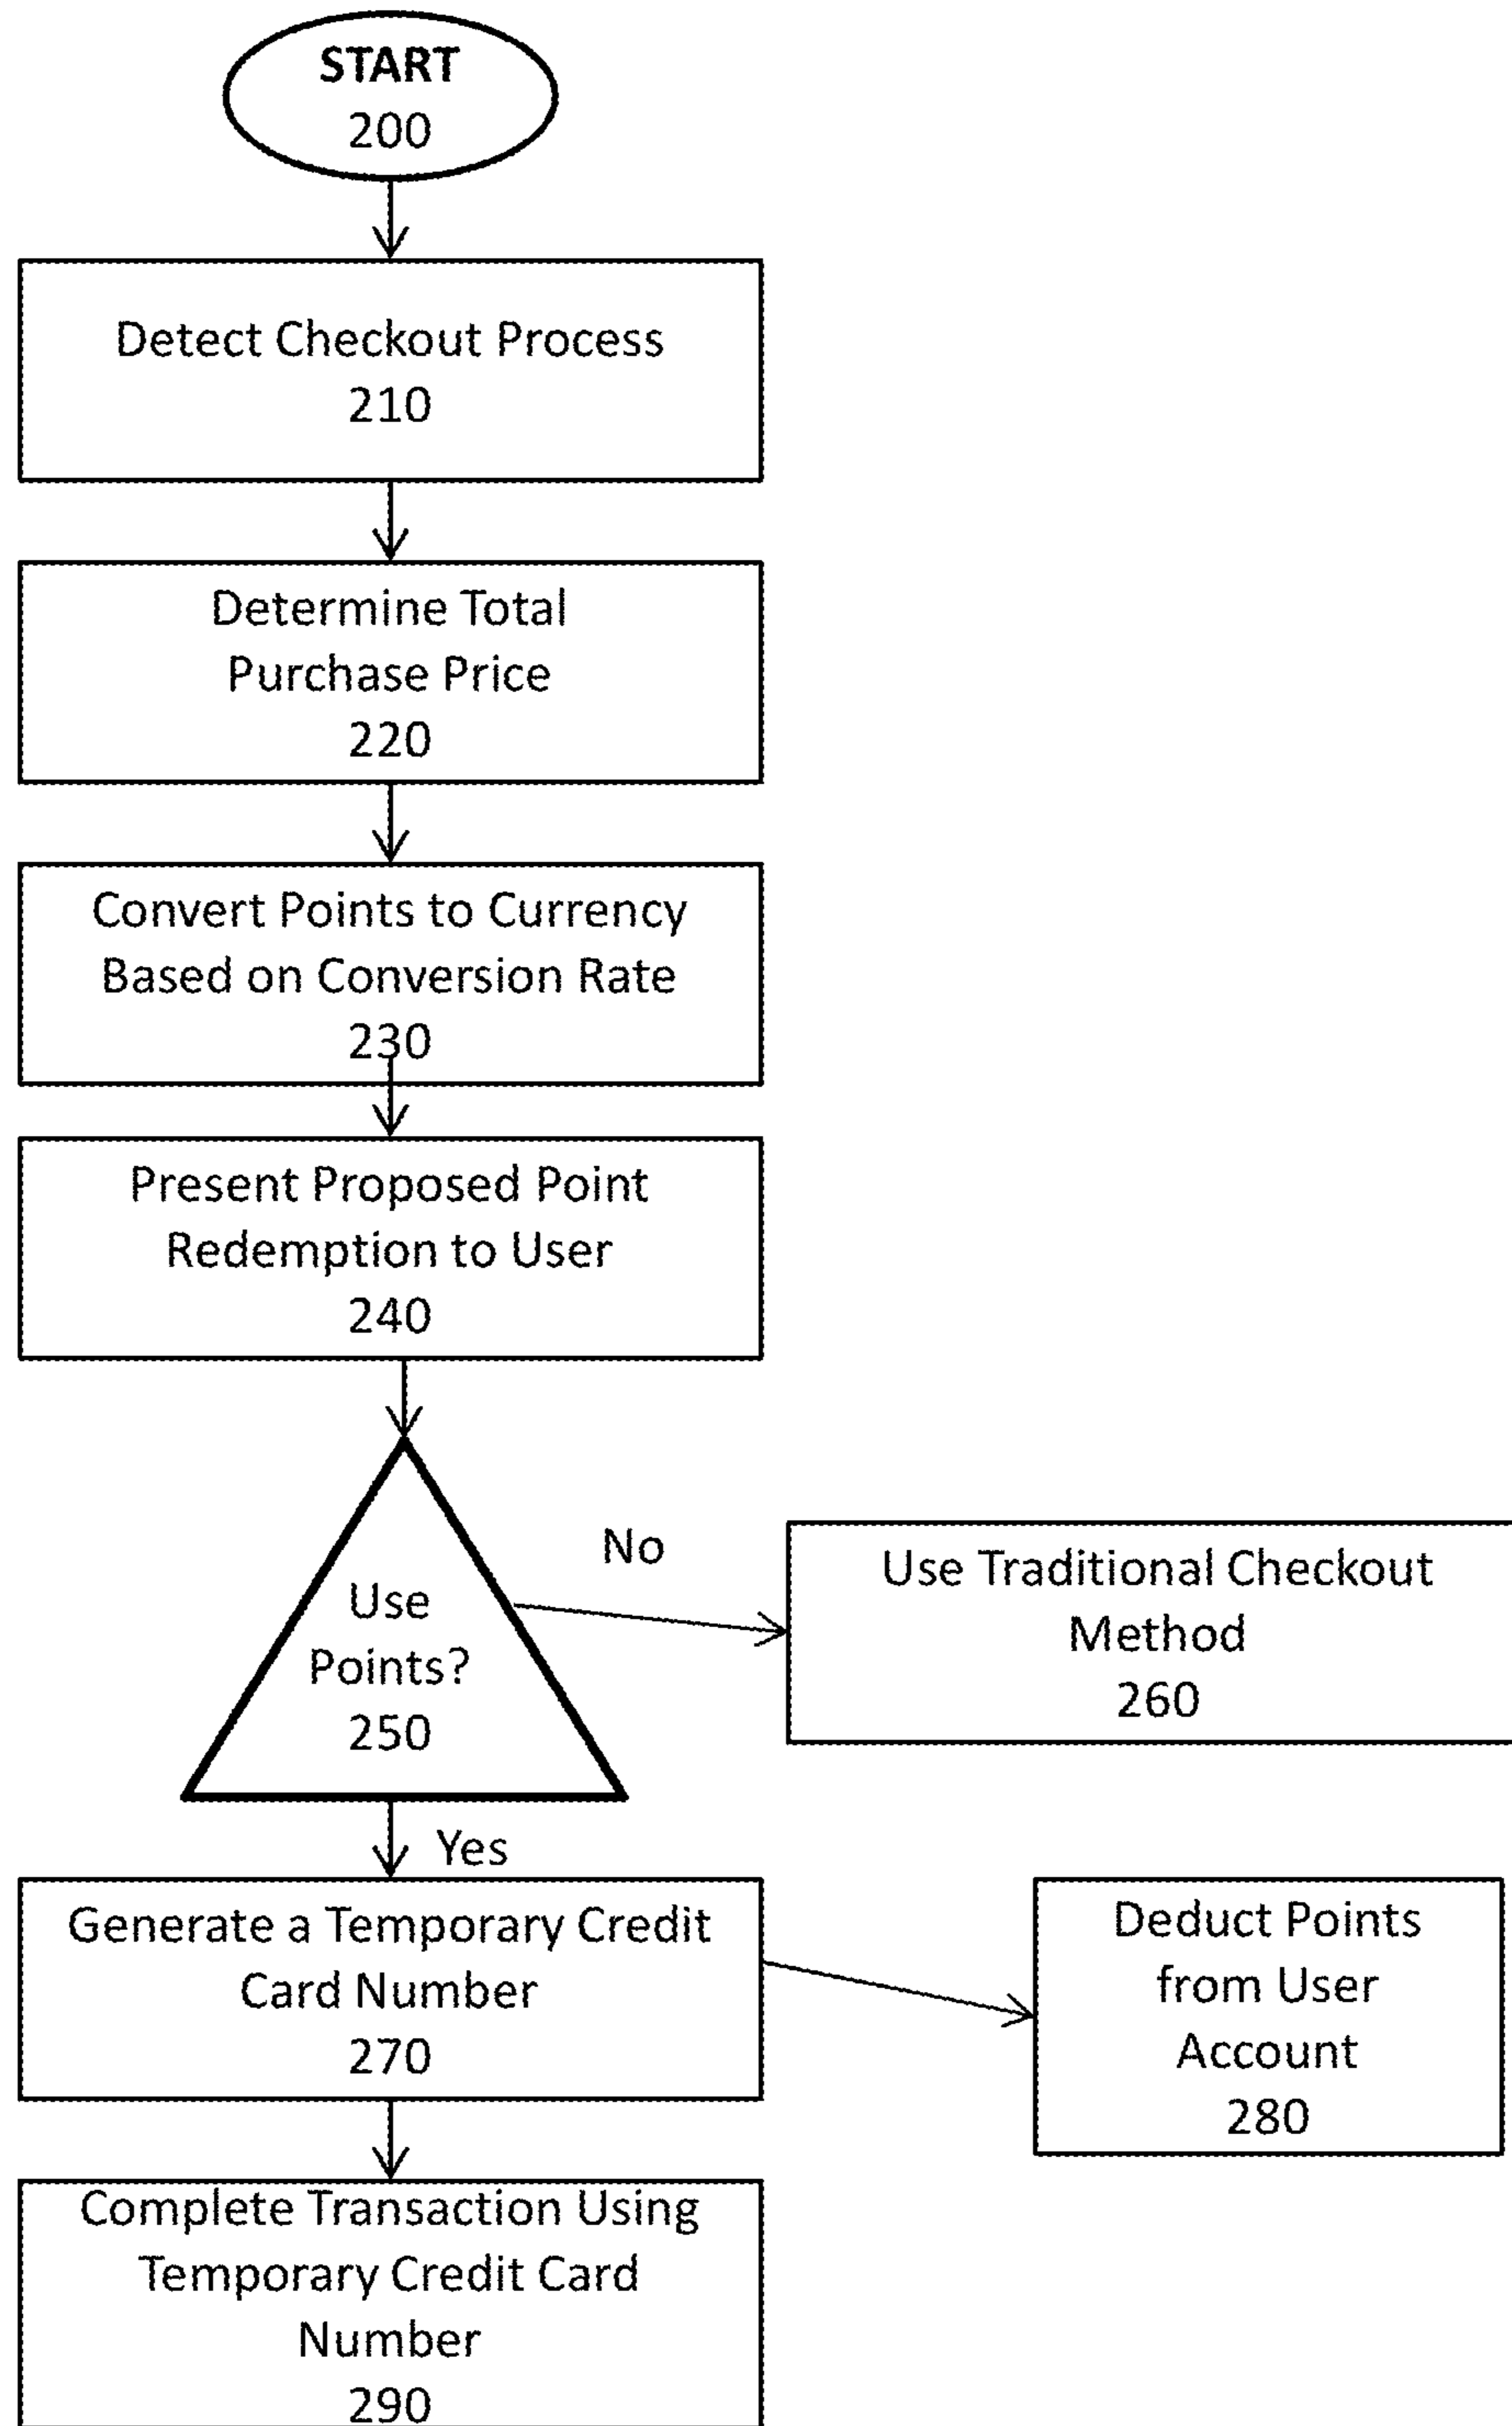 START
200
Detect Checkout Process
210
Determine Total
Purchase Price
220
Convert Points to Currency
Based on Conversion Rate
230
Present Proposed Point
Redemption to User
240
Use
Points?
250
No
Use Traditional Checkout
Method
260
Yes
Generate a Temporary Credit
Card Number
270
Deduct Points
from User
Account
280
Complete Transaction Using
Temporary Credit Card
Number
290